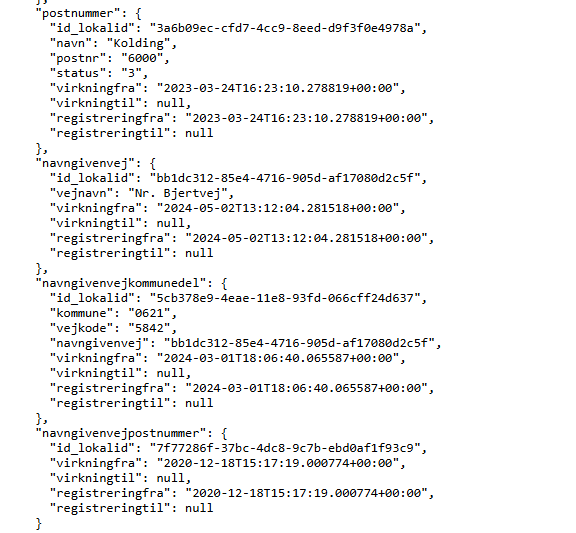 "postnummer": {
"id_lokalid": "3a6b09ec-cfd7-4cc9-8eed-d9f3f0e4978a",
"navn": "Kolding",
"postnr": "6000",
"status": "3",
"virkningfra": "2023-03-24T16:23:10.278819+00:00",
"virkningtil": null,
"registreringfra": "2023-03-24T16:23:10.278819+00:00",
"registreringtil": null
},
"navngivenvej": {
"id_lokalid": "bb1dc312-85e4-4716-905d-af17080d2c5f",
"vejnavn": "Nr. Bjertvej",
"virkningfra": "2024-05-02T13:12:04.281518+00:00",
"virkningtil": null,
"registreringfra": "2024-05-02T13:12:04.281518+00:00",
"registreringtil": null
},
"navngivenvejkommunedel": {
"id_lokalid": "5cb378e9-4eae-11e8-93fd-066cff24d637",
"kommune": "0621",
"vejkode": "5842",
"navngivenvej": "bb1dc312-85e4-4716-905d-af17080d2c5f",
"virkningfra": "2024-03-01T18:06:40.065587+00:00",
"virkningtil": null,
"registreringfra": "2024-03-01T18:06:40.065587+00:00",
"registreringtil": null
},
"navngivenvejpostnummer": {
"id_lokalid": "7f77286f-37bc-4dc8-9c7b-ebd0af1f93c9",
"virkningfra": "2020-12-18T15:17:19.000774+00:00",
"virkningtil": null,
"registreringfra": "2020-12-18T15:17:19.000774+00:00",
"registreringtil": null
}